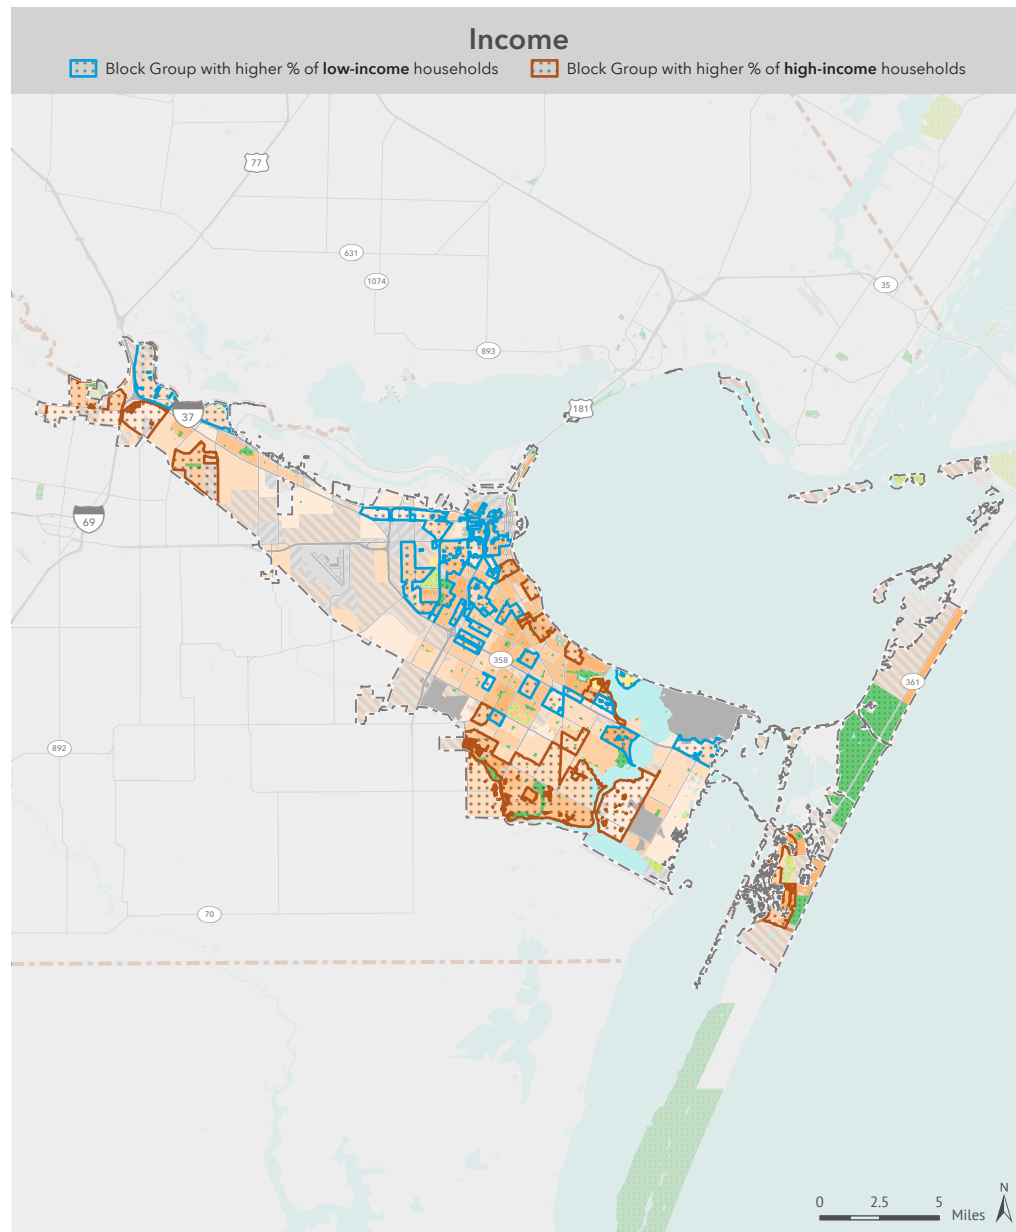 Income
Block Group with higher % of low-income households
Block Group with higher % of high-income households
77
631
1074
35
893
181
37
69
358
361
892
70
N
0 2.5 5
Miles